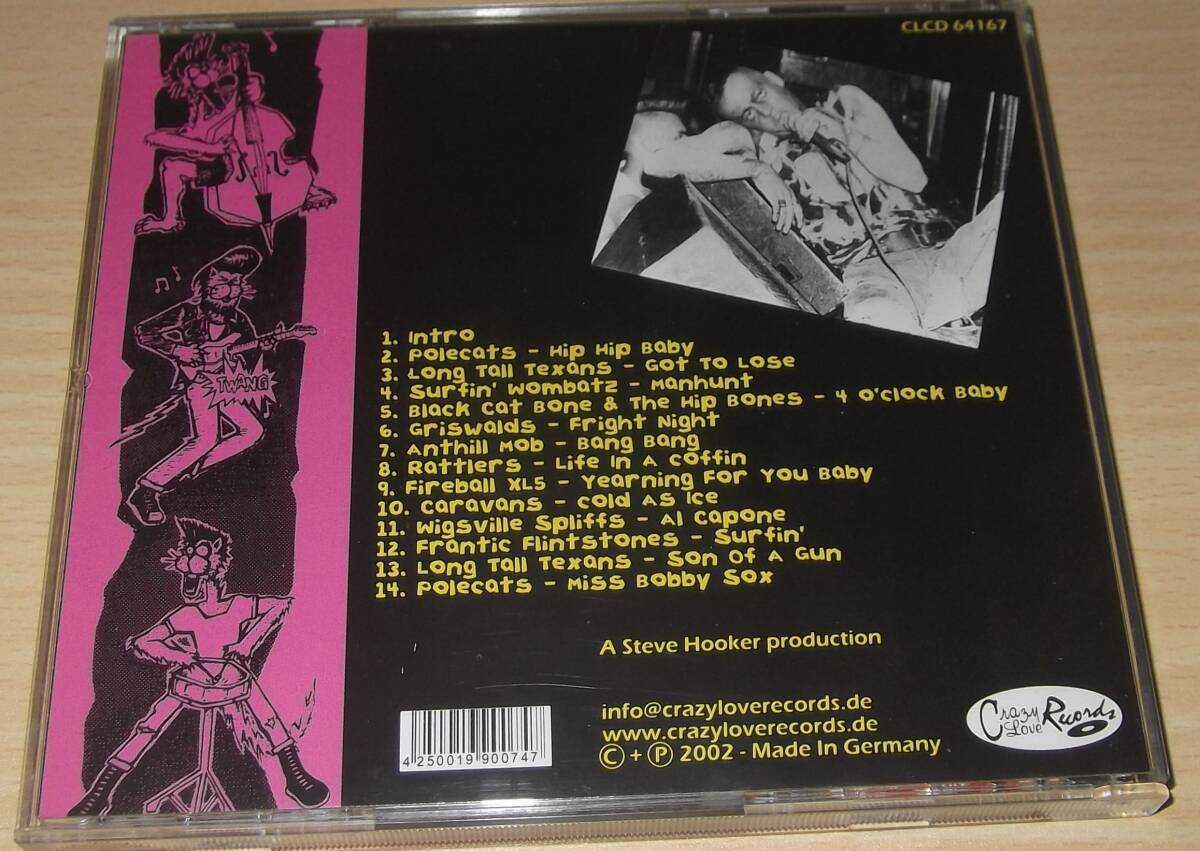 CLCD 64167
TWANG
1. Intro
2. Polecats - Hip Hip Baby
3. Long Tall Texans - Got To Lose
4. Surfin' Wombatz - Manhunt
5. Black Cat Bone & The Hip Bones - 4 O'clock Baby
6. Griswalds - Fright Night
7. Anthill Mob - Bang Bang
8. Rattlers - Life In A Coffin
9. Fireball XL5 - Yearning For You Baby
10. Caravans - Cold As Ice
11. Wigsville Spliffs - Al Capone
12. Frantic Flintstones - Surfin'
13. Long Tall Texans - Son Of A Gun
14. Polecats - Miss Bobby Sox
A Steve Hooker production
info@crazyloverecords.de
www.crazyloverecords.de
© + ℗ 2002 - Made In Germany
4 250019 900747
Crazy Love Records